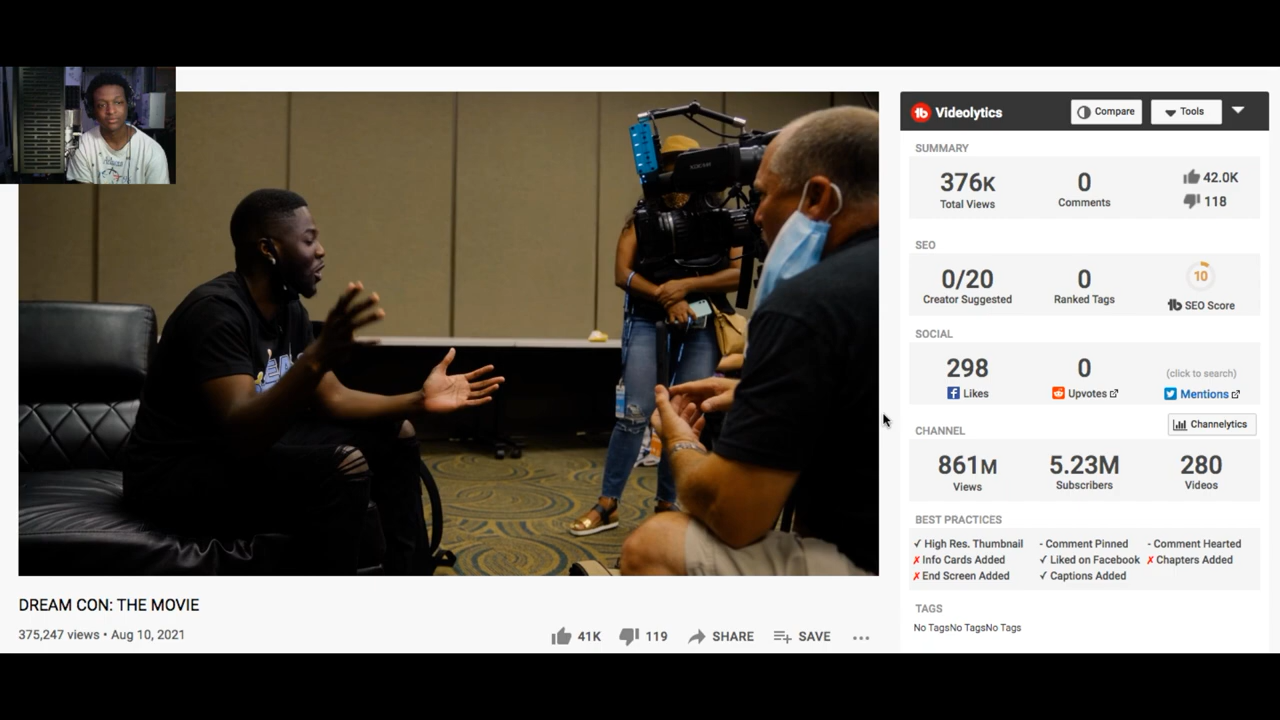 Videolytics
Compare
Tools
SUMMARY
376K
Total Views
0
Comments
42.0K
118
SEO
0/20
Creator Suggested
0
Ranked Tags
10
SEO Score
SOCIAL
298
Likes
0
Upvotes
(click to search)
Mentions
CHANNEL
Channelytics
861M
Views
5.23M
Subscribers
280
Videos
BEST PRACTICES
✓ High Res. Thumbnail - Comment Pinned - Comment Hearted
✗ Info Cards Added ✓ Liked on Facebook ✗ Chapters Added
✗ End Screen Added ✓ Captions Added
TAGS
No TagsNo TagsNo Tags
DREAM CON: THE MOVIE
375,247 views • Aug 10, 2021
41K 119 SHARE SAVE ...